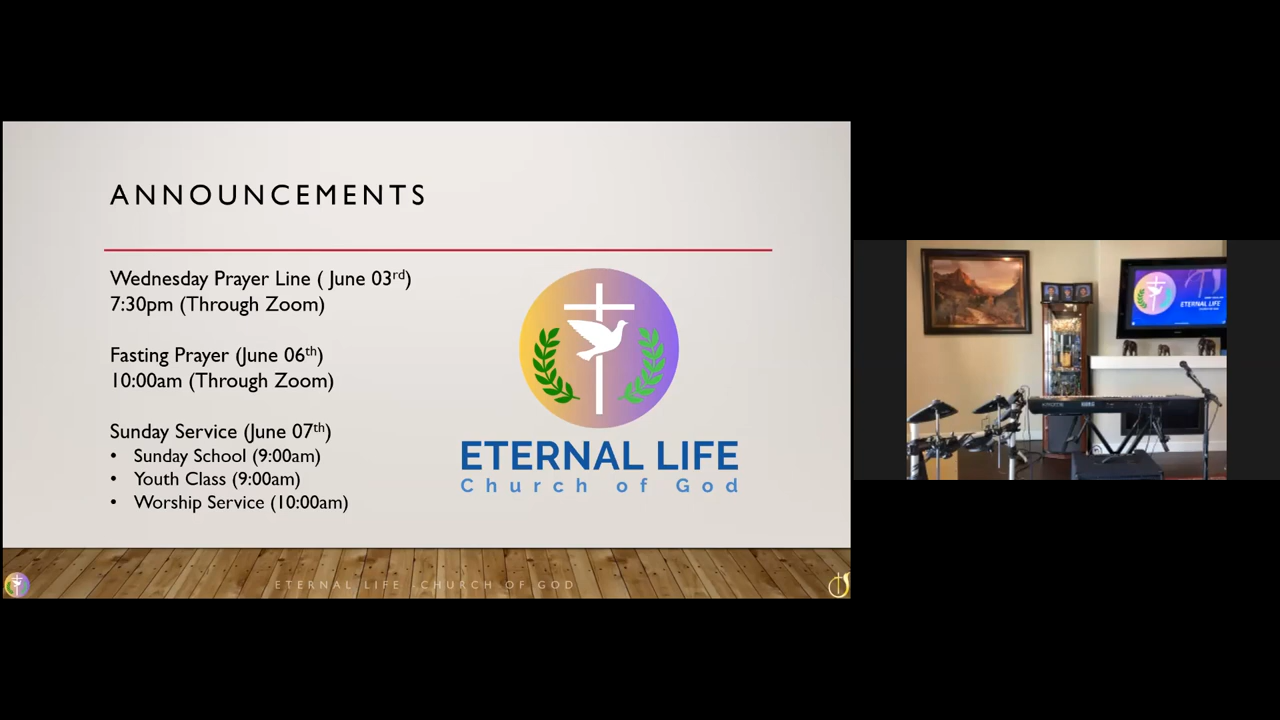 ANNOUNCEMENTS
Wednesday Prayer Line ( June 03rd)
7:30pm (Through Zoom)
Fasting Prayer (June 06th)
10:00am (Through Zoom)
Sunday Service (June 07th)
• Sunday School (9:00am)
• Youth Class (9:00am)
• Worship Service (10:00am)
ETERNAL LIFE
Church of God
ETERNAL LIFE - CHURCH OF GOD
ETERNAL LIFE
KORG